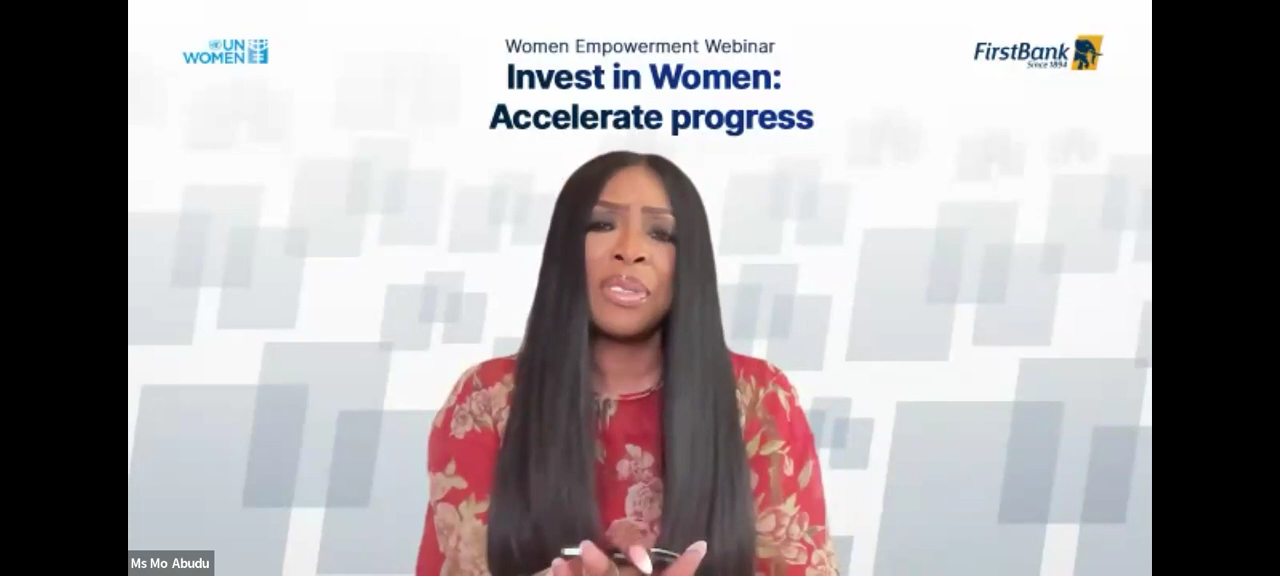 UN
WOMEN
Women Empowerment Webinar
Invest in Women:
Accelerate progress
FirstBank
Since 1894
Ms Mo Abudu